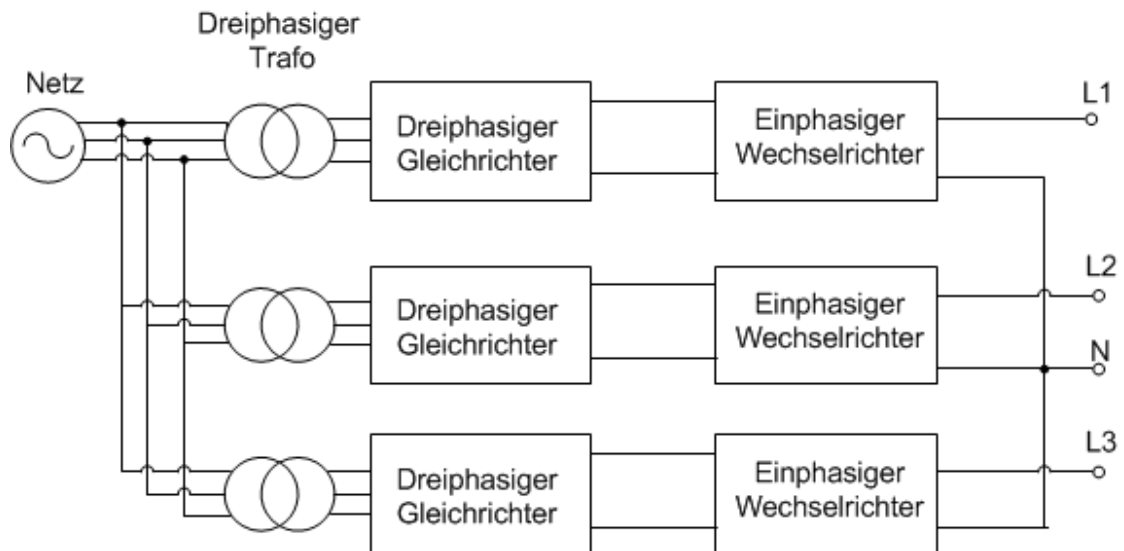 Dreiphasiger
Trafo
Netz
Dreiphasiger
Gleichrichter
Einphasiger
Wechselrichter
L1
Dreiphasiger
Gleichrichter
Einphasiger
Wechselrichter
L2
N
Dreiphasiger
Gleichrichter
Einphasiger
Wechselrichter
L3